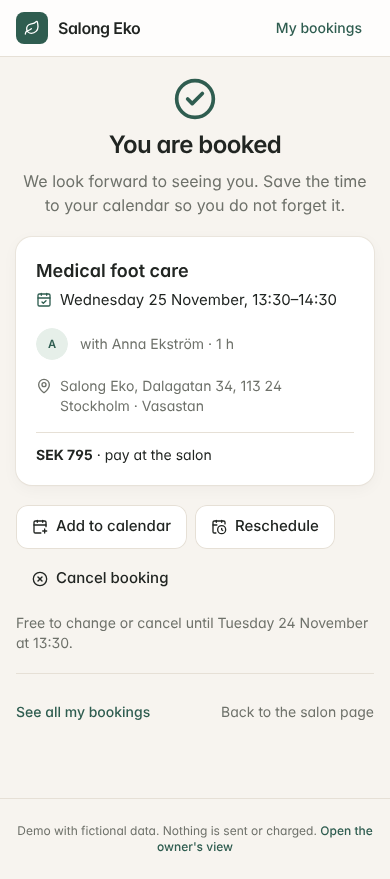 Salong Eko
My bookings
You are booked
We look forward to seeing you. Save the time
to your calendar so you do not forget it.
Medical foot care
Wednesday 25 November, 13:30–14:30
A
with Anna Ekström · 1 h
Salong Eko, Dalagatan 34, 113 24
Stockholm · Vasastan
SEK 795 · pay at the salon
Add to calendar
Reschedule
Cancel booking
Free to change or cancel until Tuesday 24 November
at 13:30.
See all my bookings
Back to the salon page
Demo with fictional data. Nothing is sent or charged. Open the
owner's view